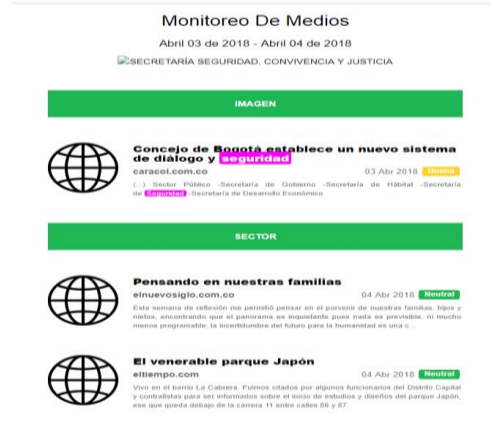 Monitoreo De Medios
Abril 03 de 2018 - Abril 04 de 2018
SECRETARÍA SEGURIDAD, CONVIVENCIA Y JUSTICIA
IMAGEN
Concejo de Bogotá establece un nuevo sistema
de diálogo y seguridad
caracol.com.co 03 Abr 2018 Buena
(...) Sector Público -Secretaría de Gobierno -Secretaría de Hábitat -Secretaría
de Seguridad -Secretaría de Desarrollo Económico
SECTOR
Pensando en nuestras familias
elnuevosiglo.com.co 04 Abr 2018 Neutral
Esta semana de reflexión me permitió pensar en el porvenir de nuestras familias, hijos y
nietos, encontrando que el panorama es inquietante pues nada es previsible, ni mucho
menos programable; la incertidumbre del futuro para la humanidad es una c...
El venerable parque Japón
eltiempo.com 04 Abr 2018 Neutral
Vivo en el barrio La Cabrera. Fuimos citados por algunos funcionarios del Distrito Capital
y contratistas para ser informados sobre el inicio de estudios y diseños del parque Japón,
ese que queda debajo de la carrera 11 entre calles 86 y 87.